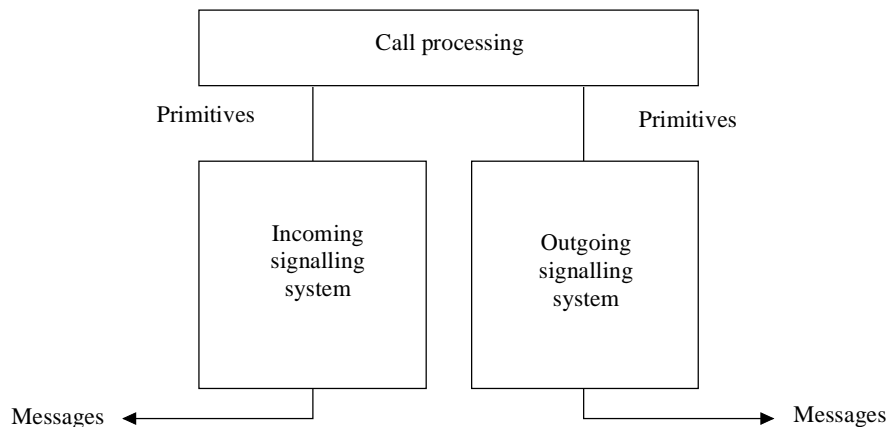 Call processing
Primitives
Primitives
Incoming
signalling
system
Outgoing
signalling
system
Messages
Messages